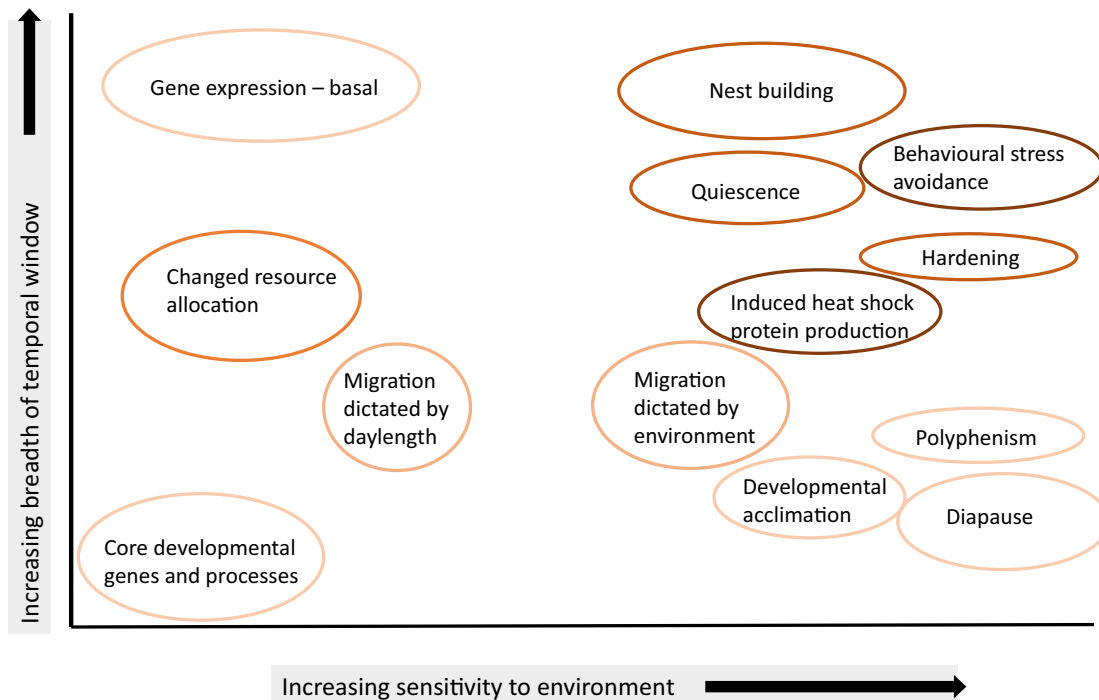 Increasing breadth of temporal window
Gene expression – basal
Nest building
Behavioural stress
avoidance
Quiescence
Hardening
Changed resource
allocation
Induced heat shock
protein production
Migration
dictated by
daylength
Migration
dictated by
environment
Polyphenism
Developmental
acclimation
Diapause
Core developmental
genes and processes
Increasing sensitivity to environment